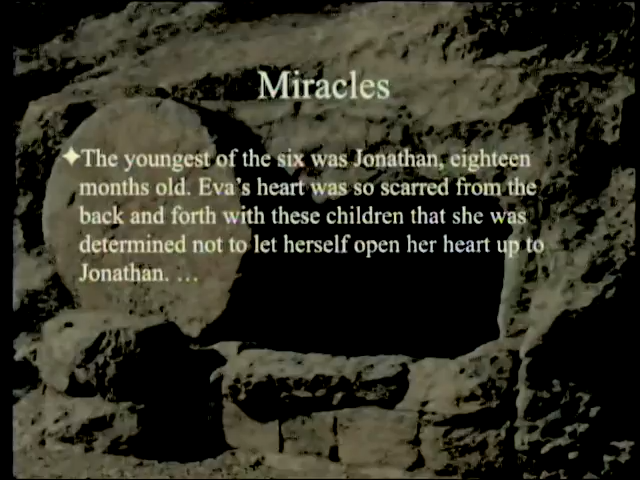 Miracles
✦The youngest of the six was Jonathan, eighteen
months old. Eva's heart was so scarred from the
back and forth with these children that she was
determined not to let herself open her heart up to
Jonathan. …